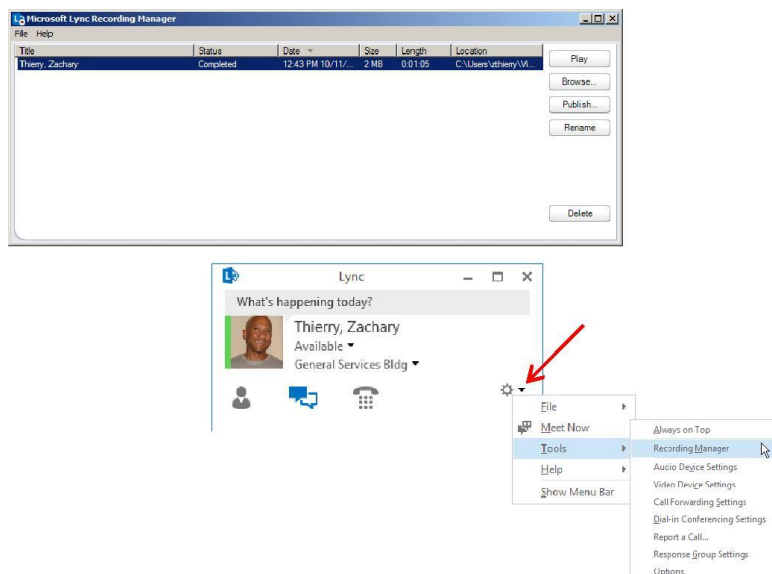 Microsoft Lync Recording Manager
File Help
Title Status Date Size Length Location
Thierry, Zachary Completed 12:43 PM 10/11/... 2 MB 0:01:05 C:\Users\zthierry\Vi...
Play
Browse...
Publish...
Rename
Delete
Lync
What's happening today?
Thierry, Zachary
Available
General Services Bldg
File
Meet Now
Tools
Help
Show Menu Bar
Always on Top
Recording Manager
Audio Device Settings
Video Device Settings
Call Forwarding Settings
Dial-in Conferencing Settings
Report a Call...
Response Group Settings
Options